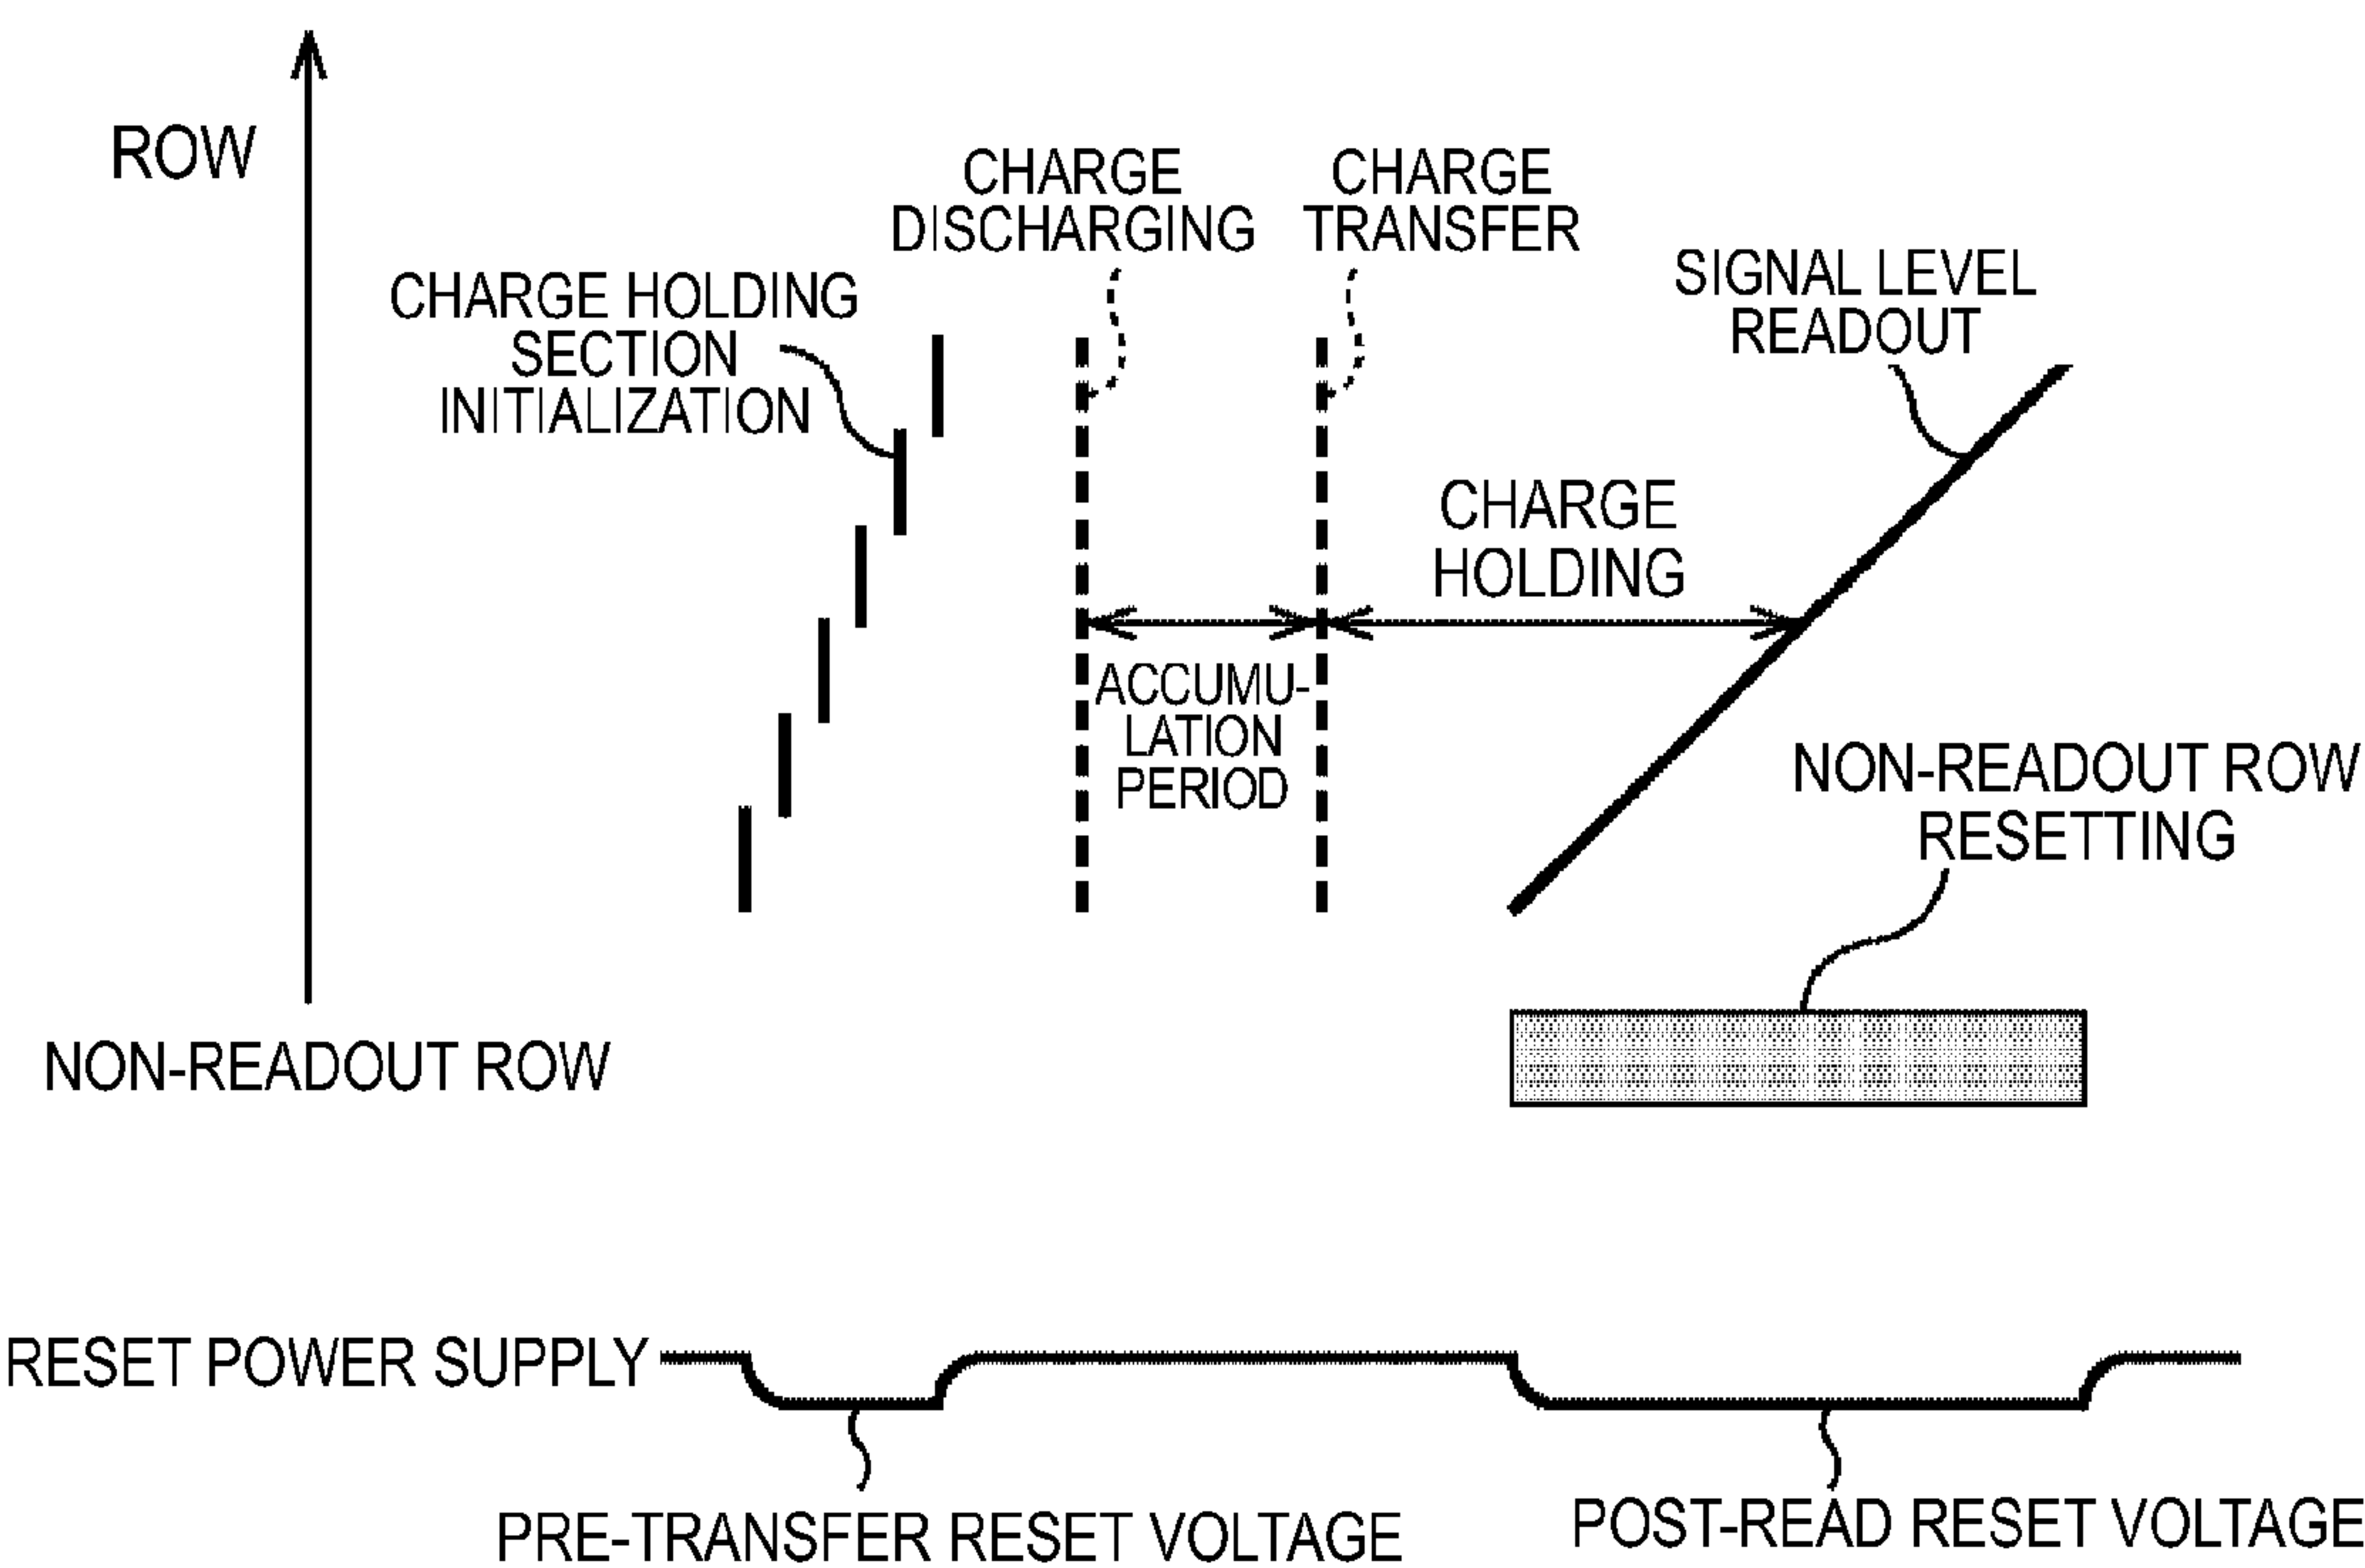 ROW
CHARGE
DISCHARGING
CHARGE
TRANSFER
CHARGE HOLDING
SECTION
INITIALIZATION
SIGNAL LEVEL
READOUT
CHARGE
HOLDING
ACCUMU-
LATION
PERIOD
NON-READOUT ROW
RESETTING
NON-READOUT ROW
RESET POWER SUPPLY
PRE-TRANSFER RESET VOLTAGE
POST-READ RESET VOLTAGE